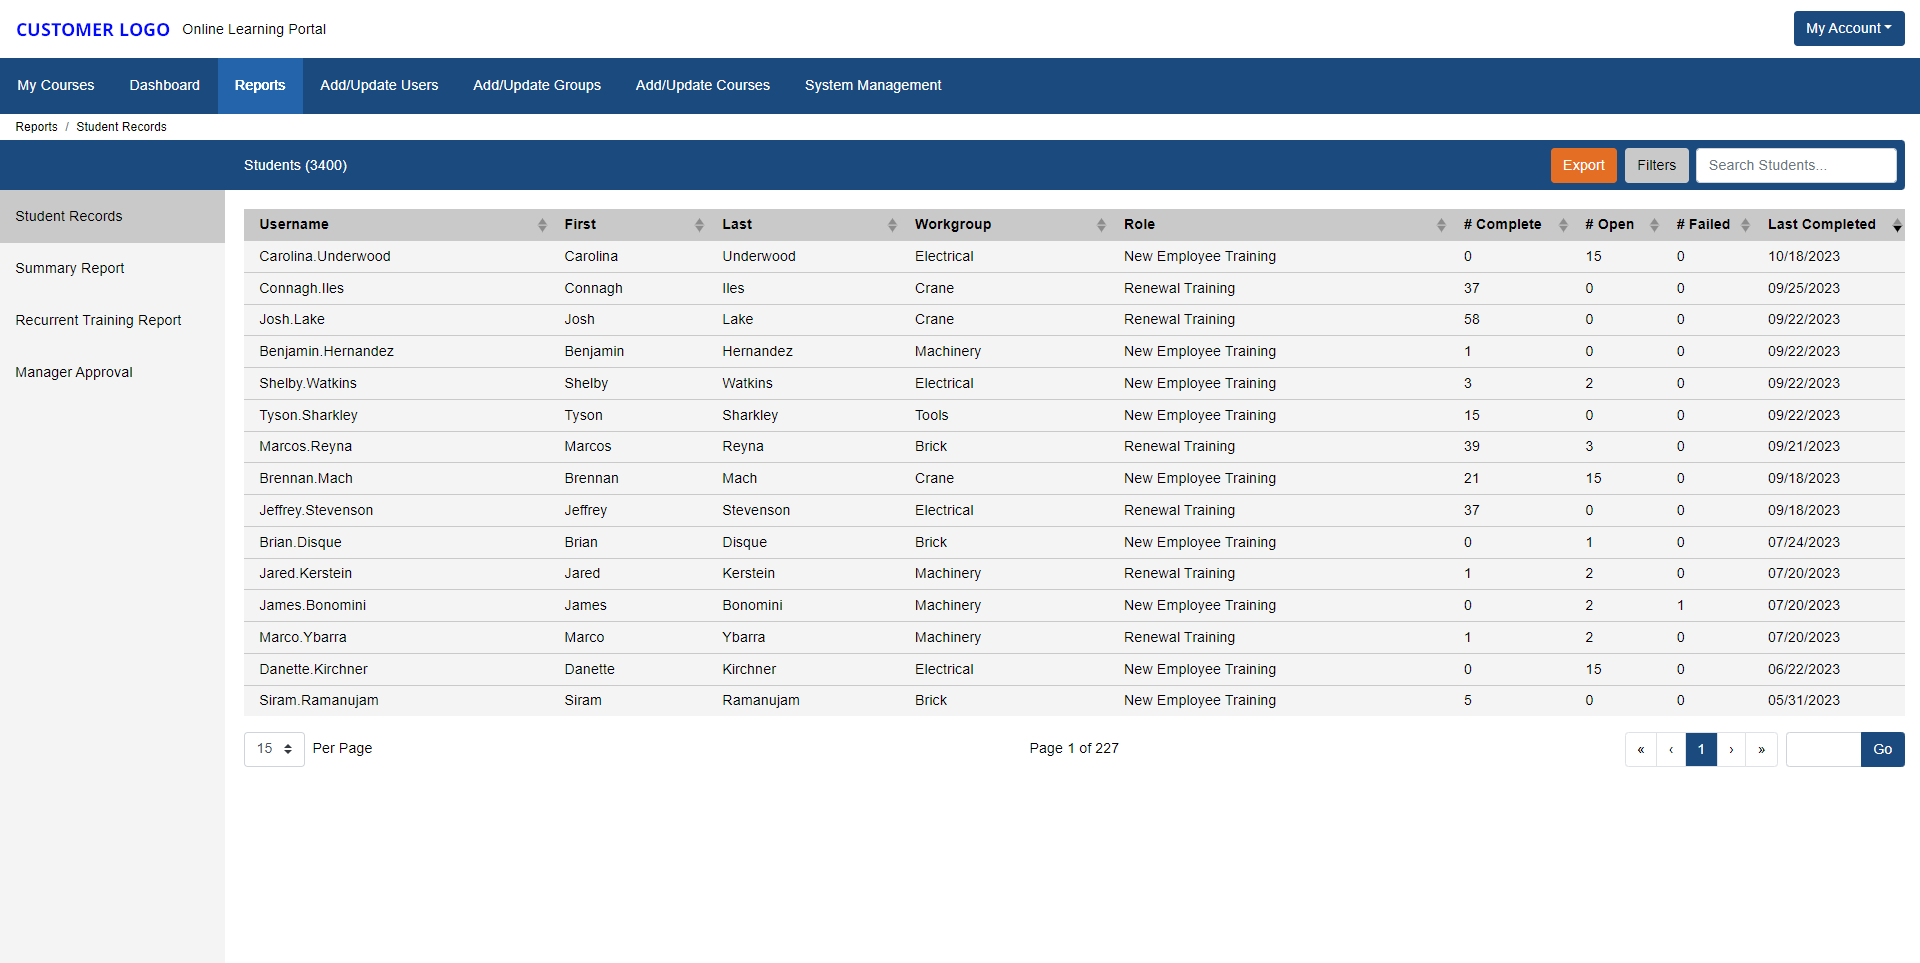 CUSTOMER LOGO Online Learning Portal My Account
My Courses Dashboard Reports Add/Update Users Add/Update Groups Add/Update Courses System Management
Reports / Student Records
Students (3400) Export Filters Search Students...
Student Records
Summary Report
Recurrent Training Report
Manager Approval
Username First Last Workgroup Role # Complete # Open # Failed Last Completed
Carolina.Underwood Carolina Underwood Electrical New Employee Training 0 15 0 10/18/2023
Connagh.Iles Connagh Iles Crane Renewal Training 37 0 0 09/25/2023
Josh.Lake Josh Lake Crane Renewal Training 58 0 0 09/22/2023
Benjamin.Hernandez Benjamin Hernandez Machinery New Employee Training 1 0 0 09/22/2023
Shelby.Watkins Shelby Watkins Electrical New Employee Training 3 2 0 09/22/2023
Tyson.Sharkley Tyson Sharkley Tools New Employee Training 15 0 0 09/22/2023
Marcos.Reyna Marcos Reyna Brick Renewal Training 39 3 0 09/21/2023
Brennan.Mach Brennan Mach Crane New Employee Training 21 15 0 09/18/2023
Jeffrey.Stevenson Jeffrey Stevenson Electrical Renewal Training 37 0 0 09/18/2023
Brian.Disque Brian Disque Brick New Employee Training 0 1 0 07/24/2023
Jared.Kerstein Jared Kerstein Machinery Renewal Training 1 2 0 07/20/2023
James.Bonomini James Bonomini Machinery New Employee Training 0 2 1 07/20/2023
Marco.Ybarra Marco Ybarra Machinery Renewal Training 1 2 0 07/20/2023
Danette.Kirchner Danette Kirchner Electrical New Employee Training 0 15 0 06/22/2023
Siram.Ramanujam Siram Ramanujam Brick New Employee Training 5 0 0 05/31/2023
15 Per Page Page 1 of 227 « ‹ 1 › » Go